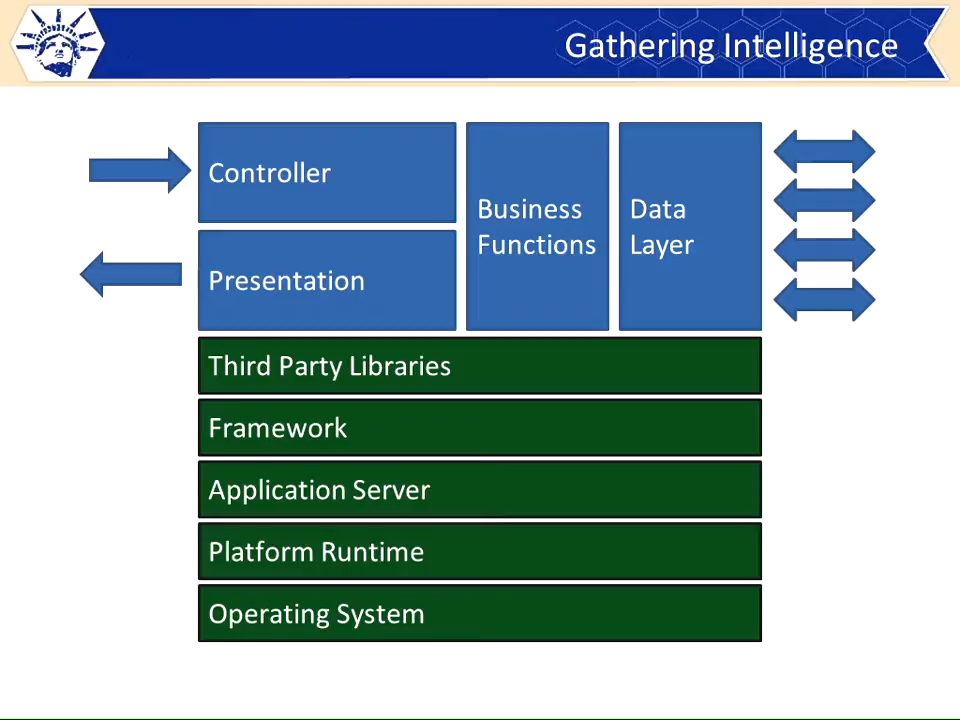 Gathering Intelligence
Controller
Presentation
Business
Functions
Data
Layer
Third Party Libraries
Framework
Application Server
Platform Runtime
Operating System